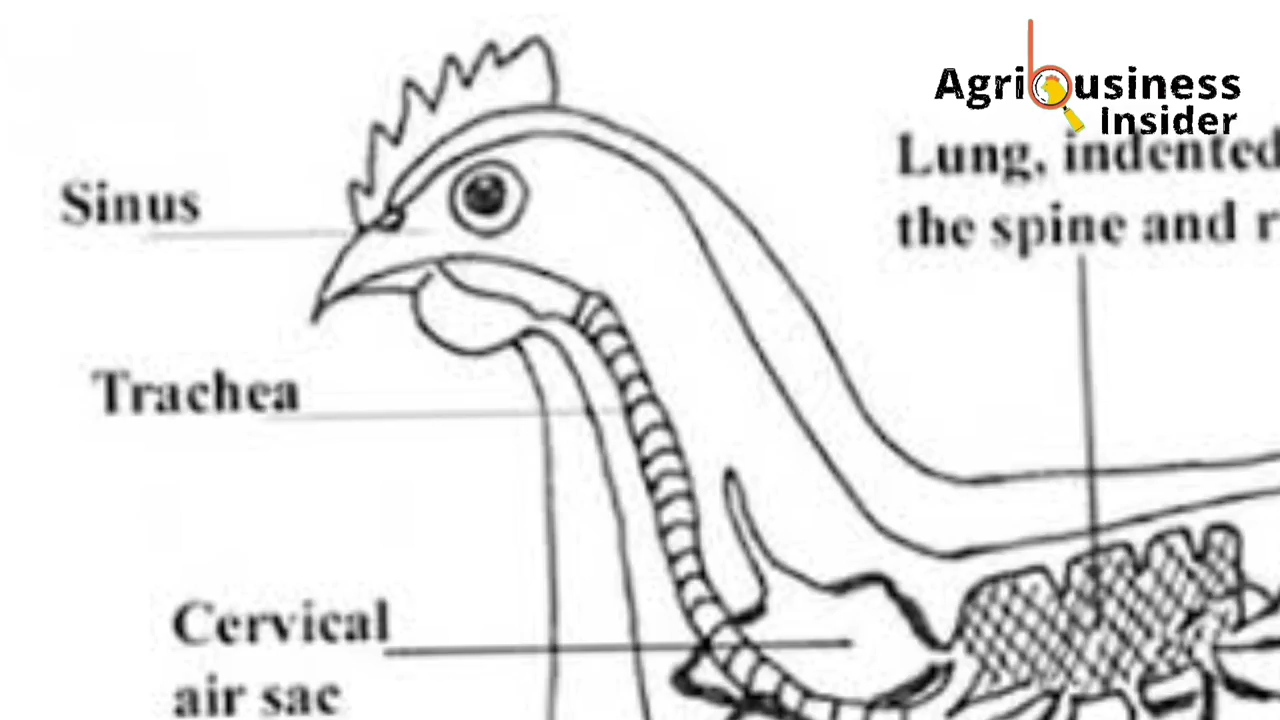 Agribusiness
Insider
Lung, indented
the spine and r
Sinus
Trachea
Cervical
air sac